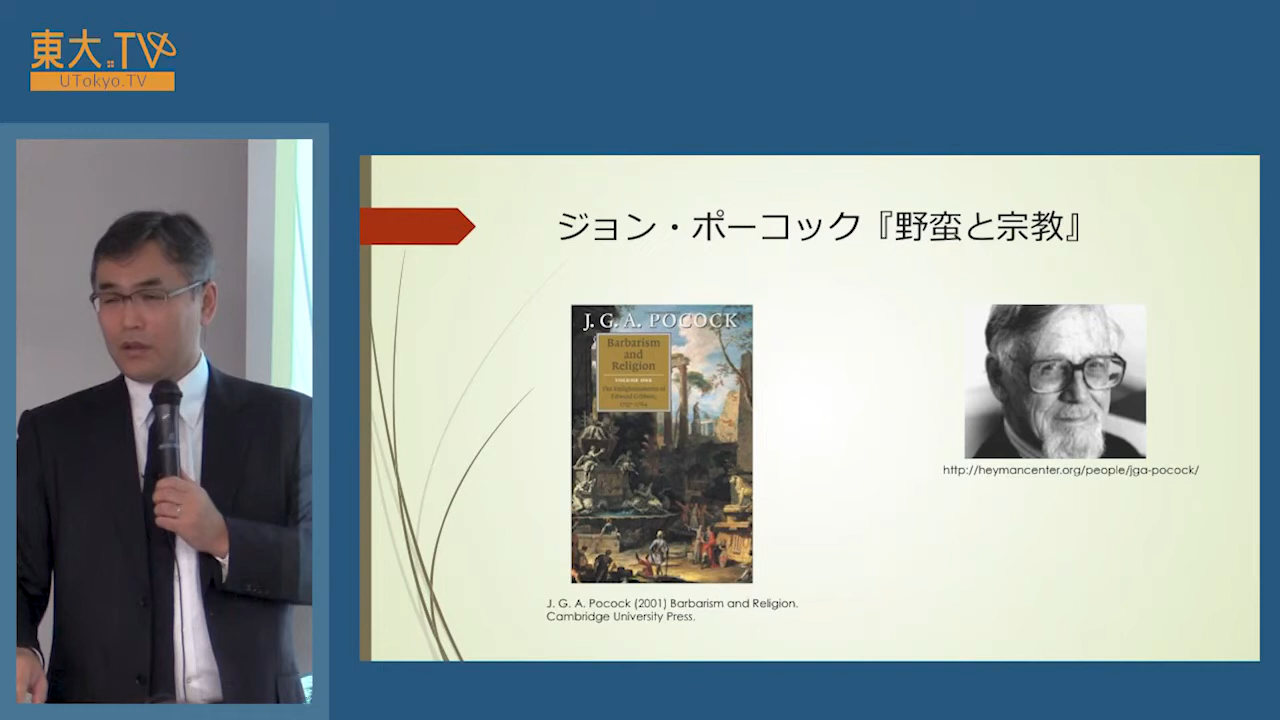 東大.TV
UTokyo.TV
ジョン・ポーコック『野蛮と宗教』
J. G. A. POCOCK
Barbarism
and
Religion
VOLUME ONE
The Enlightenments of
Edward Gibbon,
1737–1764
http://heymancenter.org/people/jga-pocock/
J. G. A. Pocock (2001) Barbarism and Religion.
Cambridge University Press.